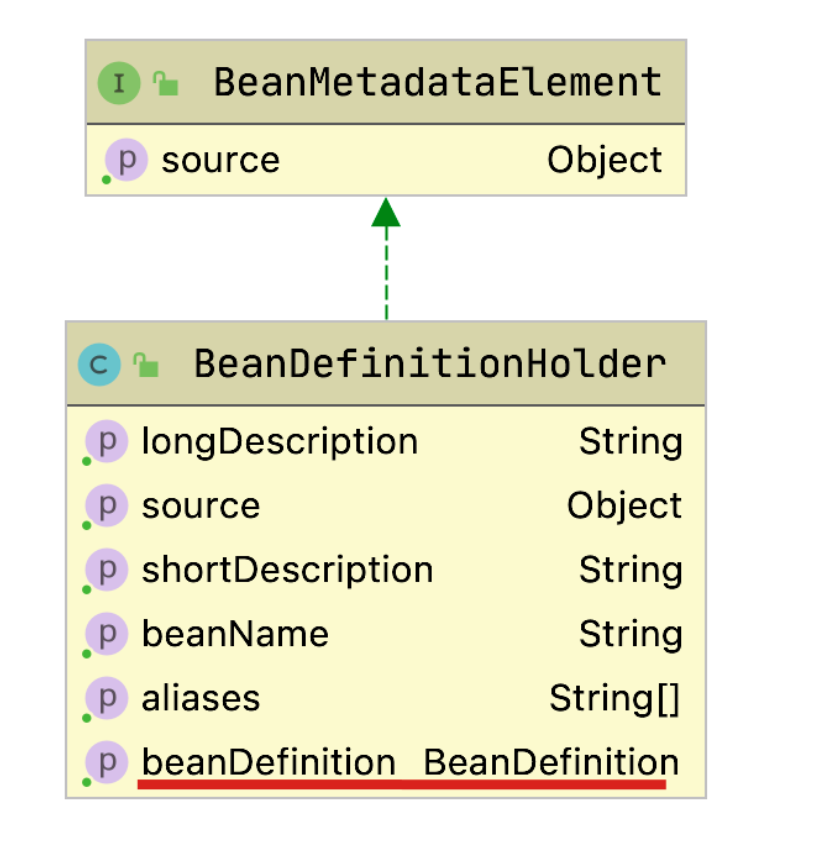 I BeanMetadataElement
p source Object
C BeanDefinitionHolder
p longDescription String
p source Object
p shortDescription String
p beanName String
p aliases String[]
p beanDefinition BeanDefinition